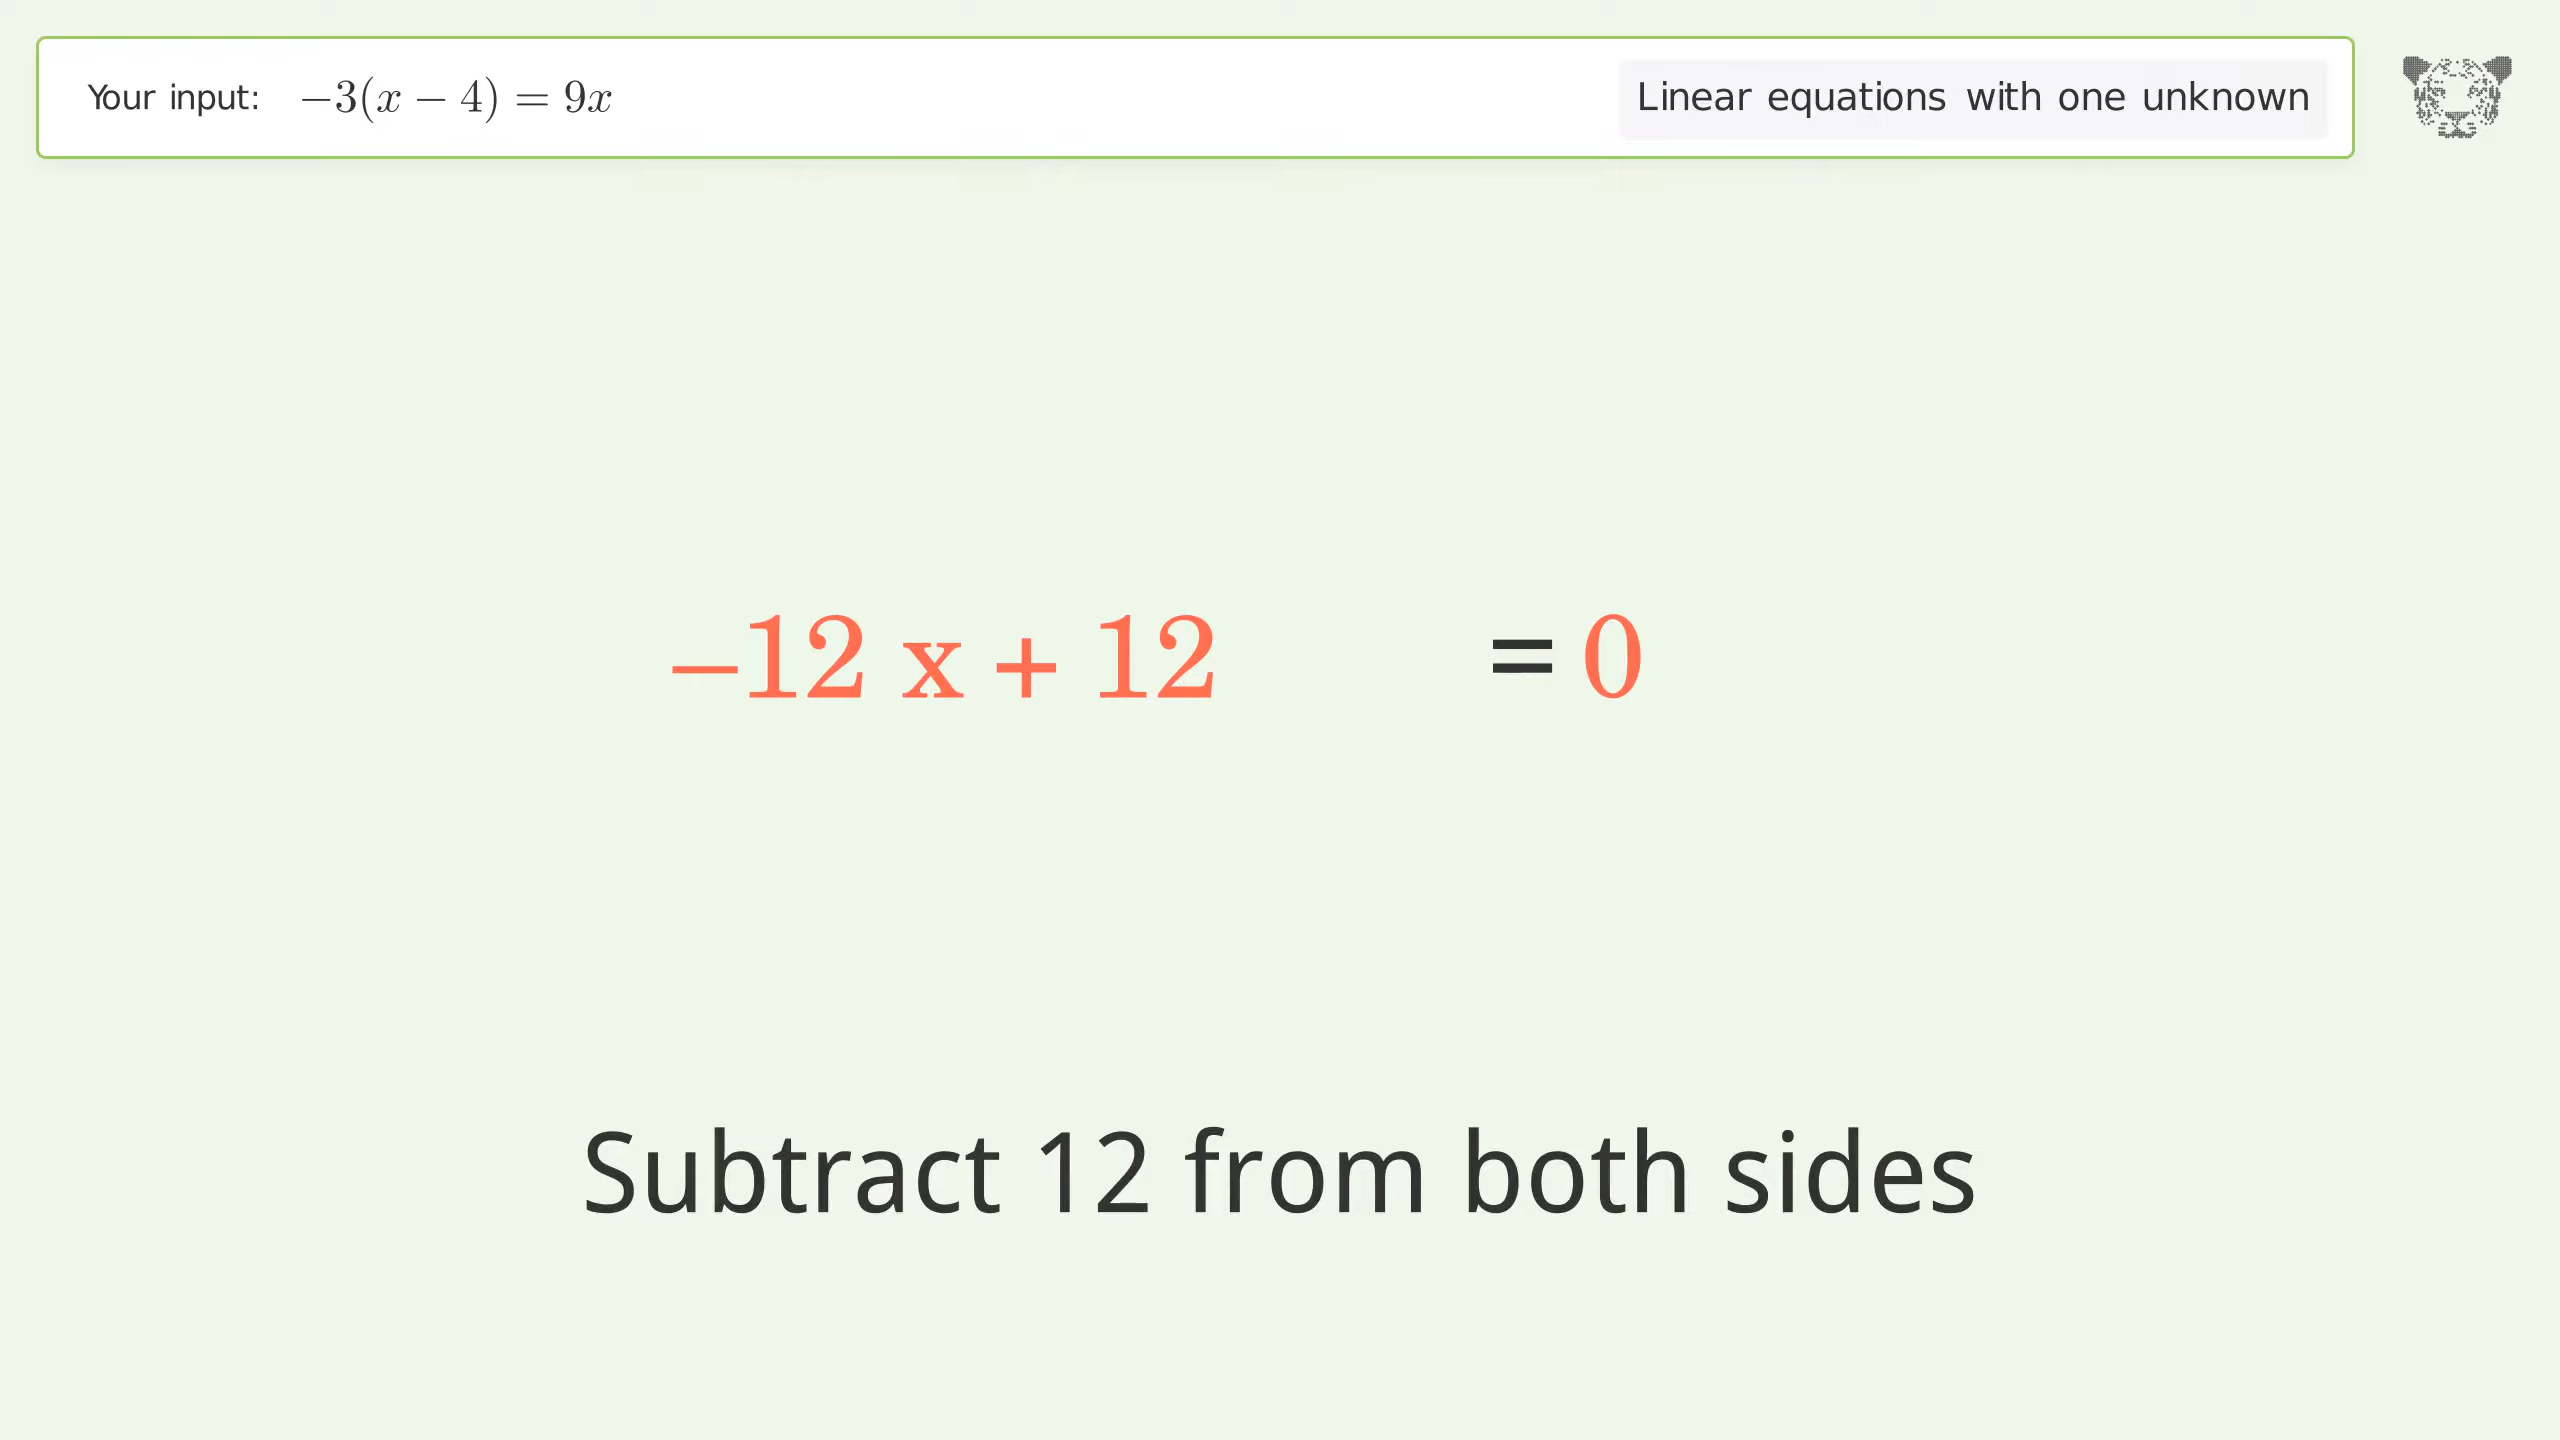 Your input: −3(x − 4) = 9x
Linear equations with one unknown
−12 x + 12 = 0
Subtract 12 from both sides